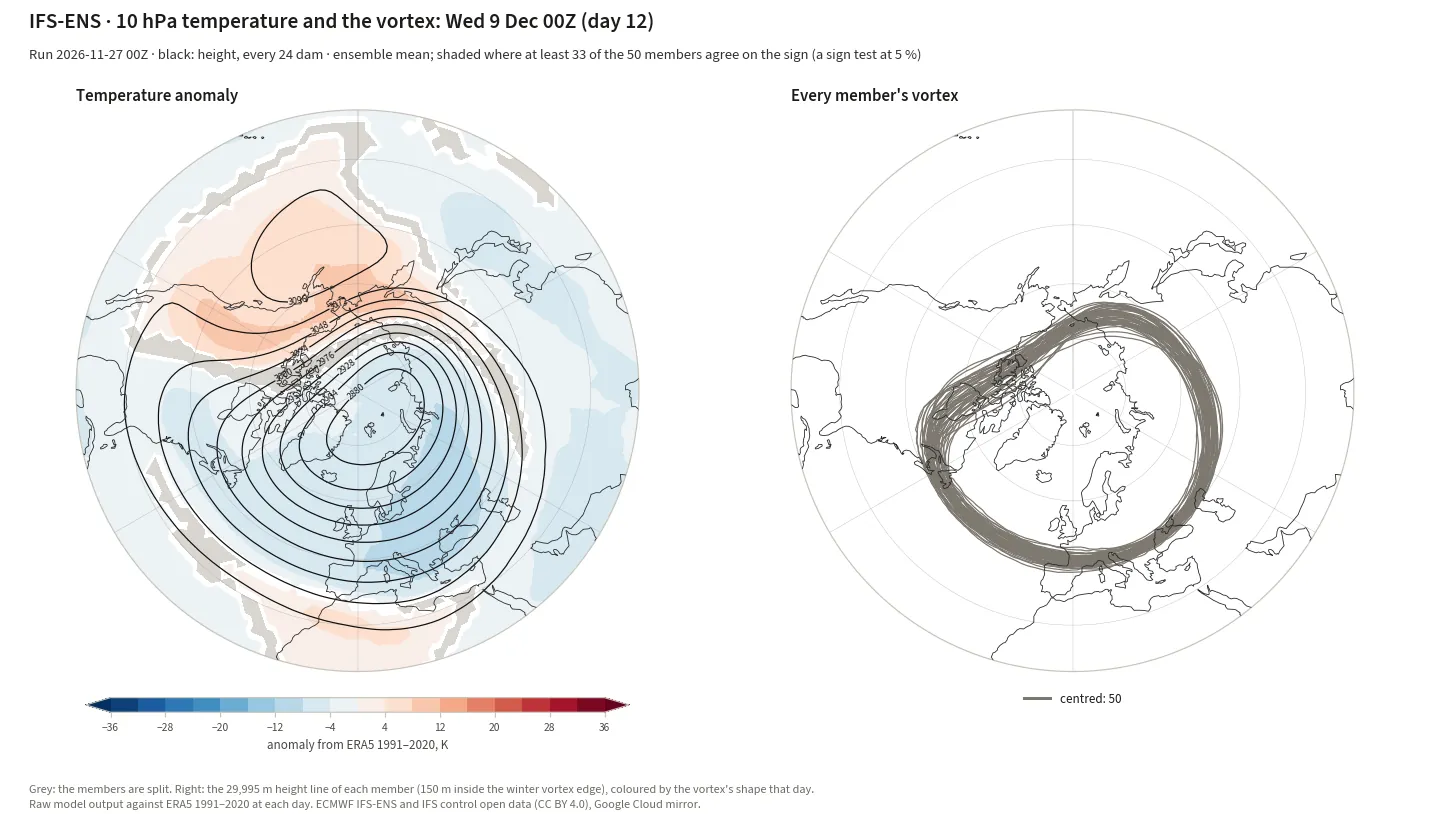 IFS-ENS · 10 hPa temperature and the vortex: Wed 9 Dec 00Z (day 12)
Run 2026-11-27 00Z · black: height, every 24 dam · ensemble mean; shaded where at least 33 of the 50 members agree on the sign (a sign test at 5 %)
Temperature anomaly
Every member's vortex
3096
3072
3048
2976
2928
2880
centred: 50
−36 −28 −20 −12 −4 4 12 20 28 36
anomaly from ERA5 1991–2020, K
Grey: the members are split. Right: the 29,995 m height line of each member (150 m inside the winter vortex edge), coloured by the vortex's shape that day.
Raw model output against ERA5 1991–2020 at each day. ECMWF IFS-ENS and IFS control open data (CC BY 4.0), Google Cloud mirror.